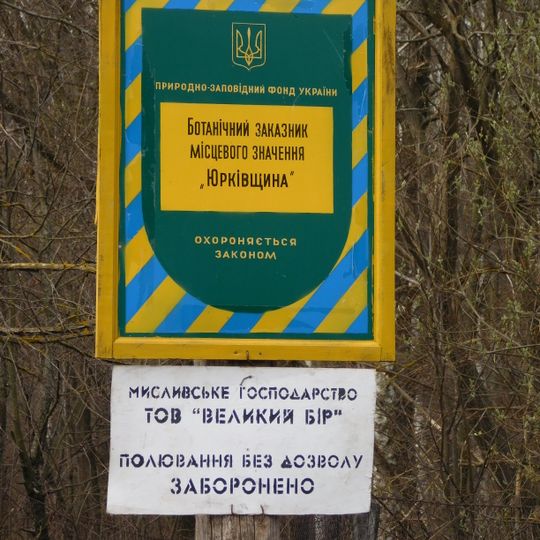 ПРИРОДНО-ЗАПОВІДНИЙ ФОНД УКРАЇНИ
БОТАНІЧНИЙ ЗАКАЗНИК
МІСЦЕВОГО ЗНАЧЕННЯ
„ЮРКІВЩИНА"
ОХОРОНЯЄТЬСЯ
ЗАКОНОМ
МИСЛИВСЬКЕ ГОСПОДАРСТВО
ТОВ "ВЕЛИКИЙ БІР"
ПОЛЮВАННЯ БЕЗ ДОЗВОЛУ
ЗАБОРОНЕНО